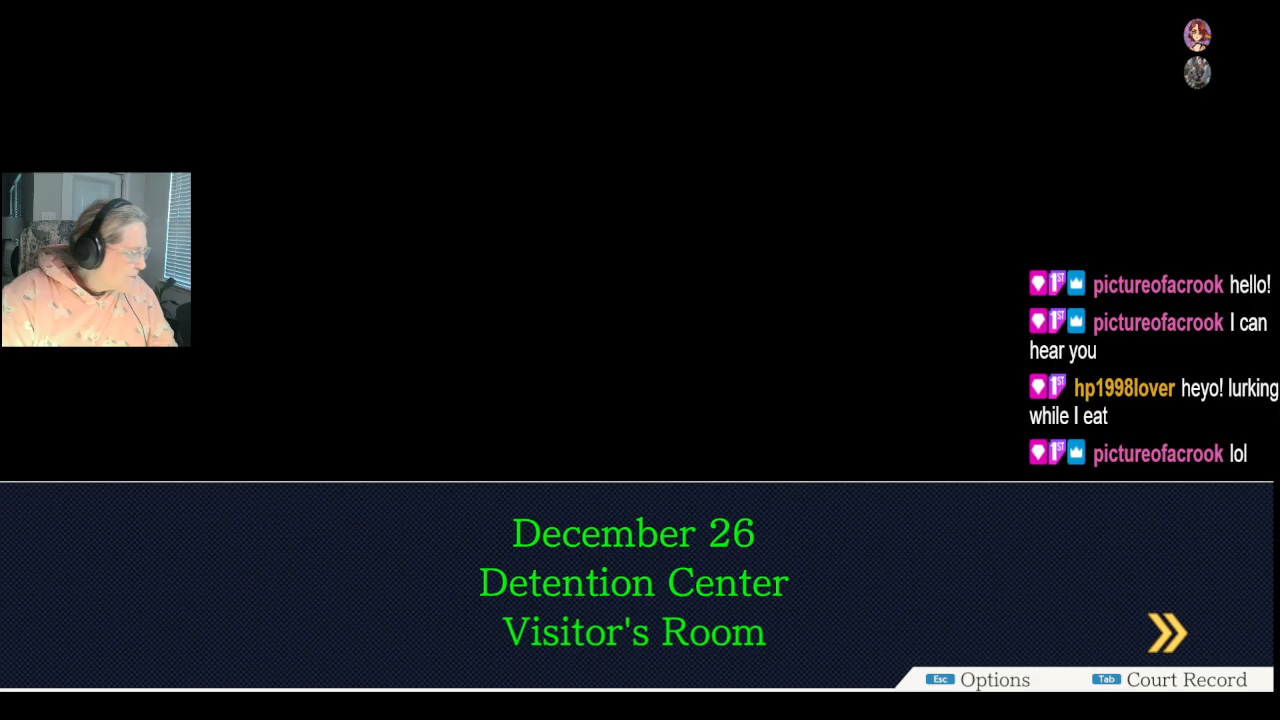 pictureofacrook hello!
pictureofacrook I can
hear you
hp1998lover heyo! lurking
while I eat
pictureofacrook lol
December 26
Detention Center
Visitor's Room
Esc Options Tab Court Record